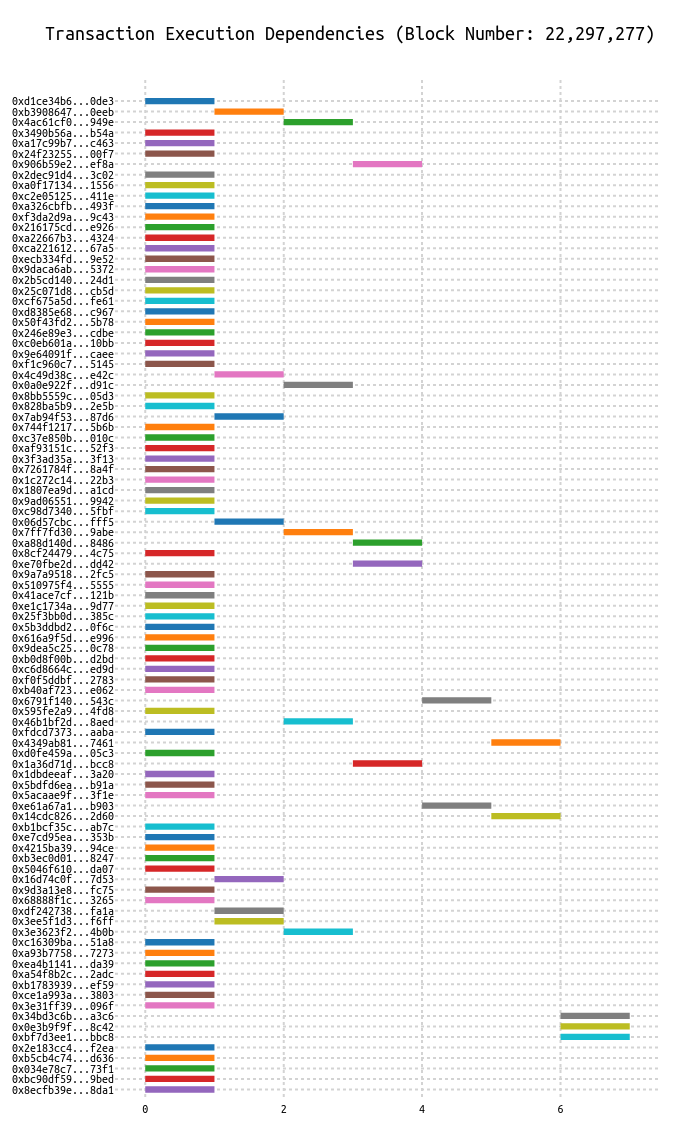 Transaction Execution Dependencies (Block Number: 22,297,277)
0xd1ce34b6...0de3
0xb3908647...0eeb
0x4ac61cf0...949e
0x3490b56a...b54a
0xa17c99b7...c463
0x24f23255...00f7
0x906b59e2...ef8a
0x2dec91d4...3c02
0xa0f17134...1556
0xc2e05125...411e
0xa326cbfb...493f
0xf3da2d9a...9c43
0x216175cd...e926
0xa22667b3...4324
0xca221612...67a5
0xecb334fd...9e52
0x9daca6ab...5372
0x2b5cd140...24d1
0x25c071d8...cb5d
0xcf675a5d...fe61
0xd8385e68...c967
0x50f43fd2...5b78
0x246e89e3...cdbe
0xc0eb601a...10bb
0x9e64091f...caee
0xf1c960c7...5145
0x4c49d38c...e42c
0x0a0e922f...d91c
0x8bb5559c...05d3
0x828ba5b9...2e5b
0x7ab94f53...87d6
0x744f1217...5b6b
0xc37e850b...010c
0xaf93151c...52f3
0x3f3ad35a...3f13
0x7261784f...8a4f
0x1c272c14...22b3
0x1807ea9d...a1cd
0x9ad06551...9942
0xc98d7340...5fbf
0x06d57cbc...fff5
0x7ff7fd30...9abe
0xa88d140d...8486
0x8cf24479...4c75
0xe70fbe2d...dd42
0x9a7a9518...2fc5
0x510975f4...5555
0x41ace7cf...121b
0xe1c1734a...9d77
0x25f3bb0d...385c
0x5b3ddbd2...0f6c
0x616a9f5d...e996
0x9dea5c25...0c78
0xb0d8f00b...d2bd
0xc6d8664c...ed9d
0xf0f5ddbf...2783
0xb40af723...e062
0x6791f140...543c
0x595fe2a9...4fd8
0x46b1bf2d...8aed
0xfdcd7373...aaba
0x4349ab81...7461
0xd0fe459a...05c3
0x1a36d71d...bcc8
0x1dbdeeaf...3a20
0x5bdfd6ea...b91a
0x5acaae9f...3f1e
0xe61a67a1...b903
0x14cdc826...2d60
0xb1bcf35c...ab7c
0xe7cd95ea...353b
0x4215ba39...94ce
0xb3ec0d01...8247
0x5046f610...da07
0x16d74c0f...7d53
0x9d3a13e8...fc75
0x68888f1c...3265
0xdf242738...fa1a
0x3ee5f1d3...f6ff
0x3e3623f2...4b0b
0xc16309ba...51a8
0xa93b7758...7273
0xea4b1141...da39
0xa54f8b2c...2adc
0xb1783939...ef59
0xce1a993a...3803
0x3e31ff39...096f
0x34bd3c6b...a3c6
0x0e3b9f9f...8c42
0xbf7d3ee1...bbc8
0x2e183cc4...f2ea
0xb5cb4c74...d636
0x034e78c7...73f1
0xbc90df59...9bed
0x8ecfb39e...8da1
0 2 4 6